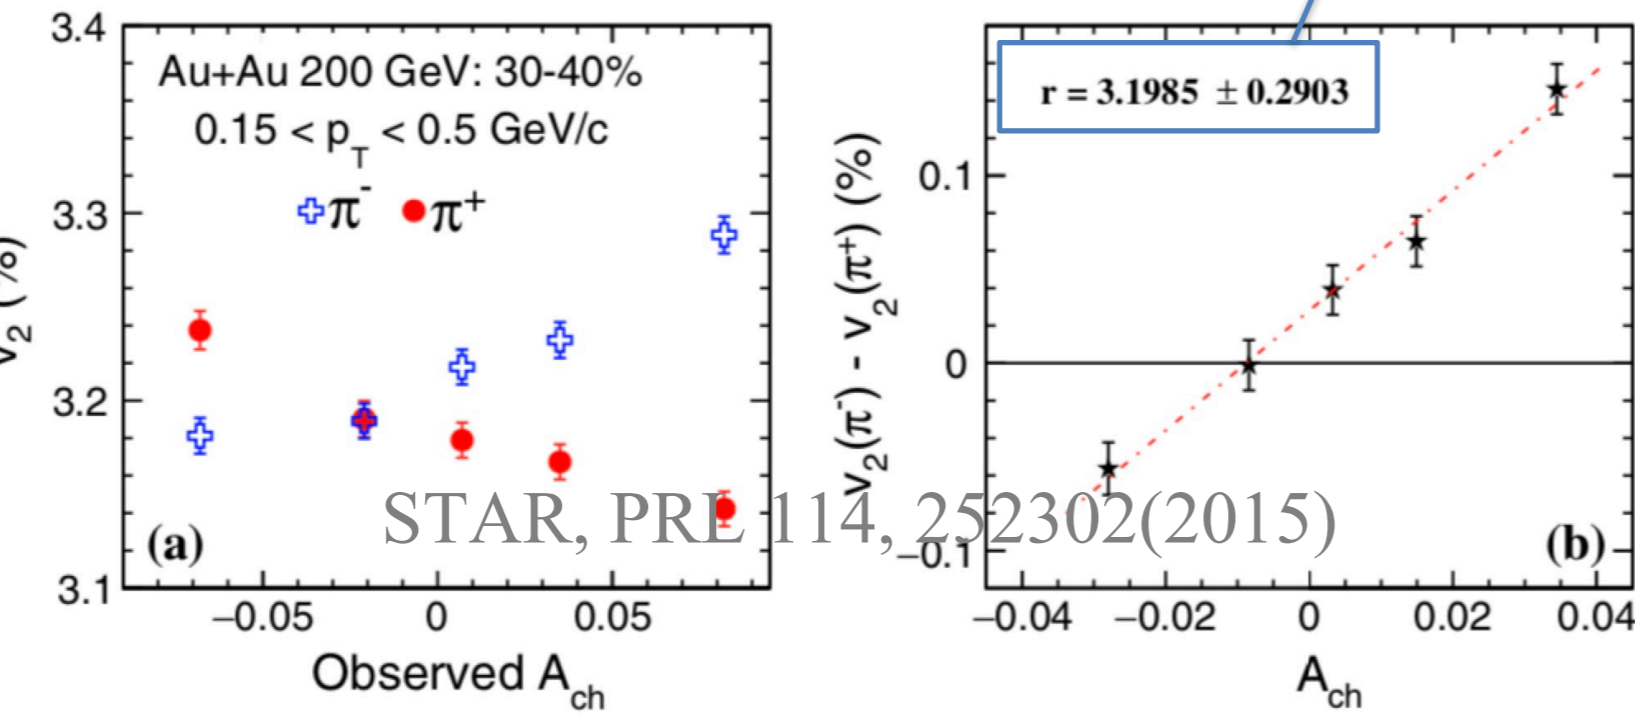 3.4
3.3
3.2
3.1
v₂ (%)
Au+Au 200 GeV: 30-40%
0.15 < p_T < 0.5 GeV/c
π⁻ π⁺
(a)
−0.05 0 0.05
Observed A_ch
r = 3.1985 ± 0.2903
0.1
0
−0.1
v₂(π⁻) - v₂(π⁺) (%)
(b)
−0.04 −0.02 0 0.02 0.04
A_ch
STAR, PRL 114, 252302(2015)